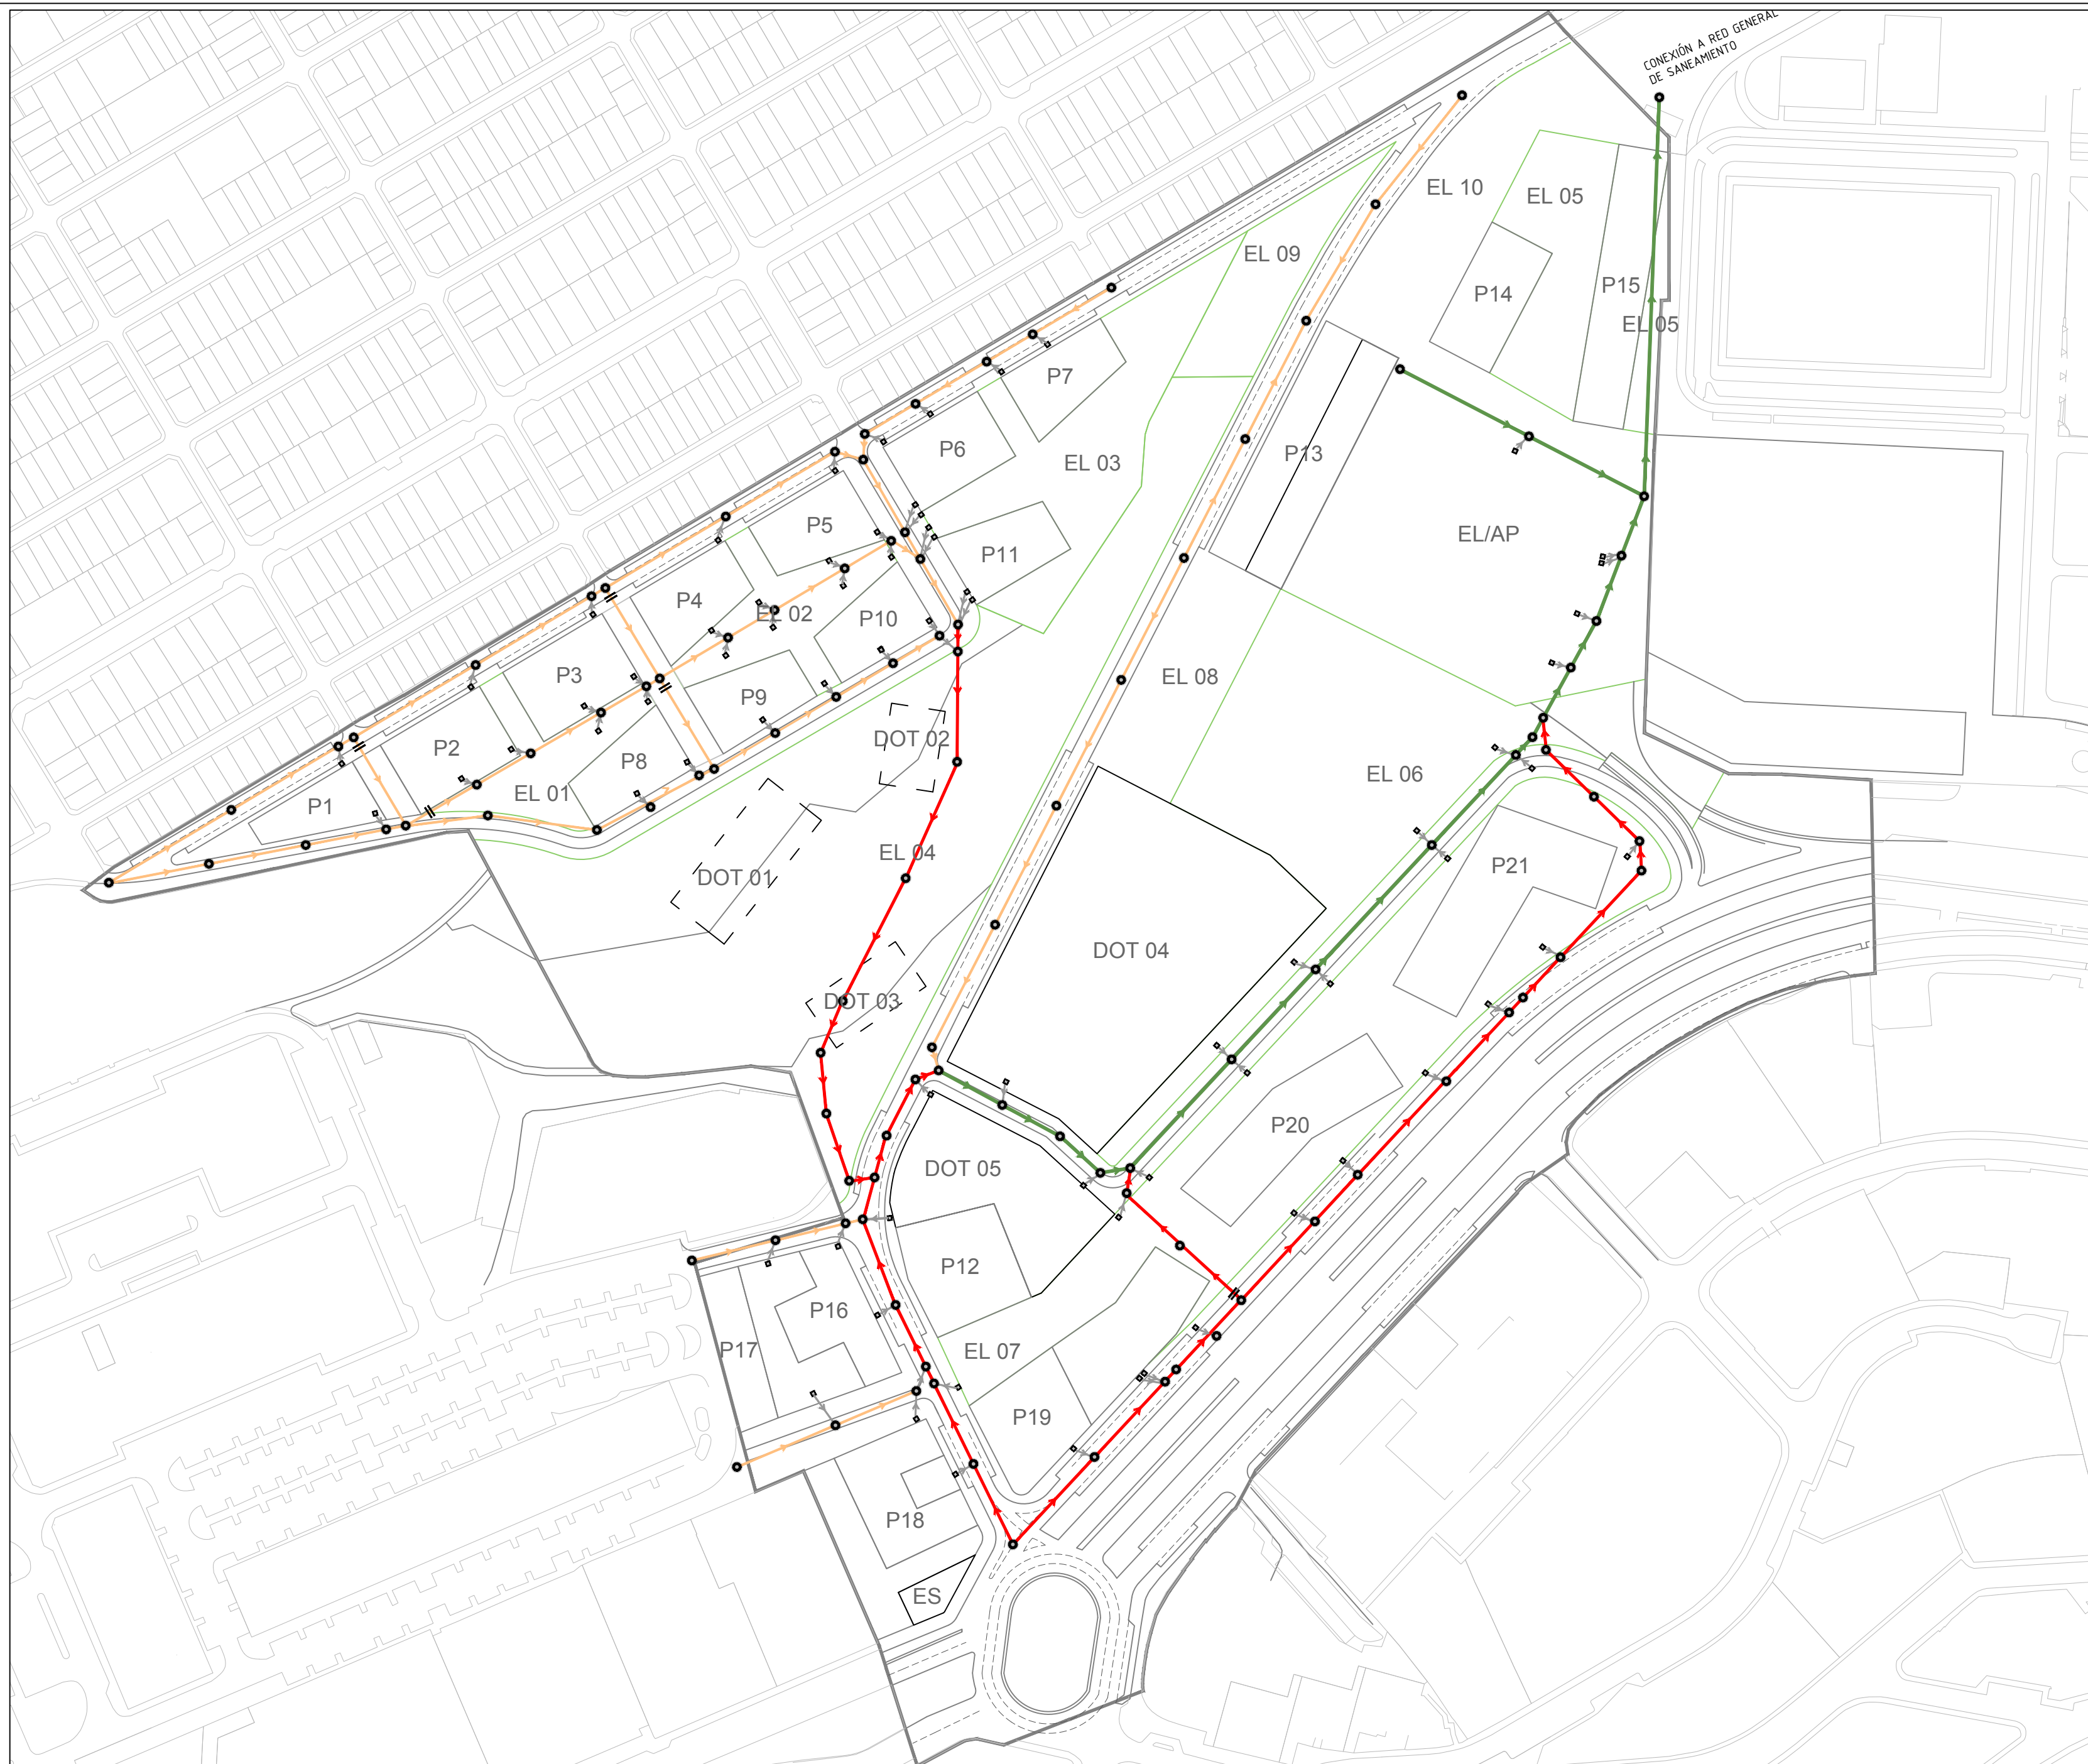 CONEXIÓN A RED GENERAL
DE SANEAMIENTO
EL 10
EL 05
EL 09
P14
P15
EL 05
P7
P6
EL 03
P13
P5
P11
EL/AP
P4
EL 02
P10
P3
EL 08
P9
P2
DOT 02
P8
EL 06
EL 01
P1
EL 04
P21
DOT 01
DOT 04
DOT 03
P20
DOT 05
P12
P16
P17
EL 07
P19
P18
ES